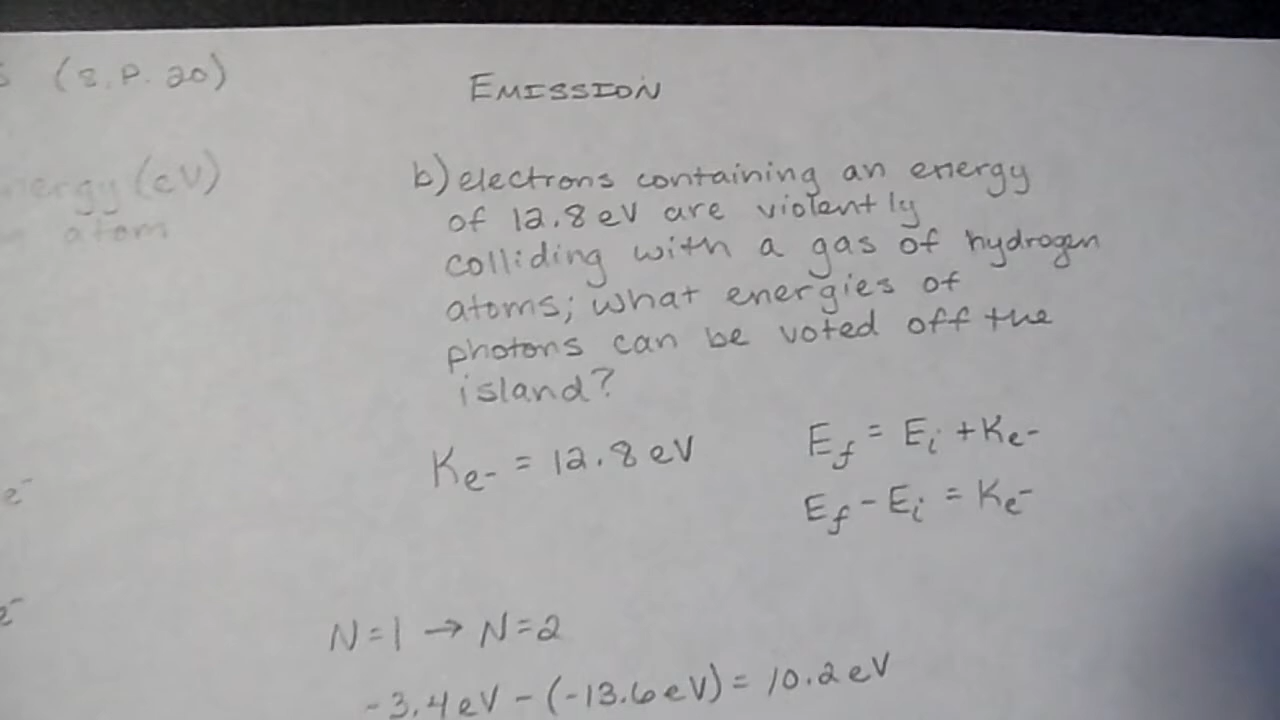 (S.P. 20)
EMISSION
(eV)
atom
b) electrons containing an energy
of 12.8 eV are violently
colliding with a gas of hydrogen
atoms; what energies of
photons can be voted off the
island?
Ke- = 12.8 eV
Ef = Ei + Ke-
Ef - Ei = Ke-
e-
e-
N=1 → N=2
-3.4 eV - (-13.6 eV) = 10.2 eV